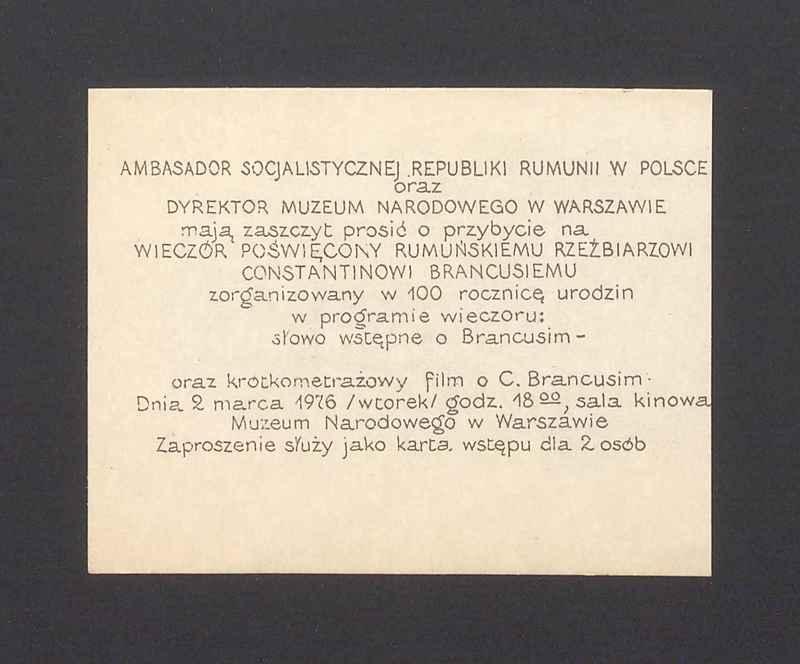 AMBASADOR SOCJALISTYCZNEJ REPUBLIKI RUMUNII W POLSCE
oraz
DYREKTOR MUZEUM NARODOWEGO W WARSZAWIE
mają zaszczyt prosić o przybycie na
WIECZÓR POŚWIĘCONY RUMUŃSKIEMU RZEŹBIARZOWI
CONSTANTINOWI BRANCUSIEMU
zorganizowany w 100 rocznicę urodzin
w programie wieczoru:
słowo wstępne o Brancusim -
oraz krótkometrażowy film o C. Brancusim
Dnia 2 marca 1976 /wtorek/ godz. 18 00, sala kinowa
Muzeum Narodowego w Warszawie
Zaproszenie służy jako karta wstępu dla 2 osób